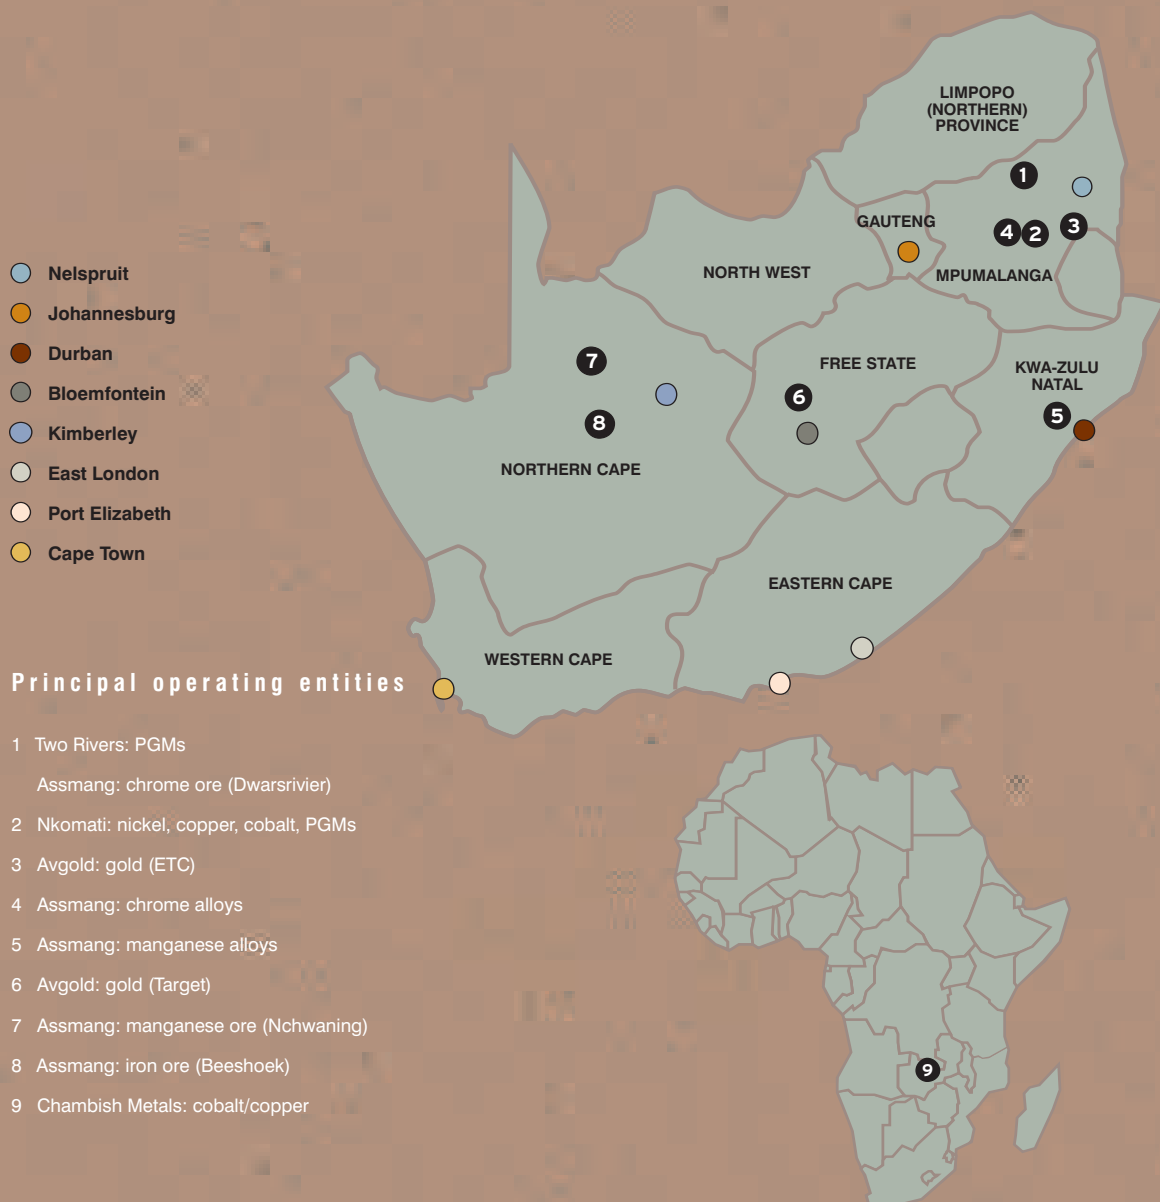 LIMPOPO
(NORTHERN)
PROVINCE
1
GAUTENG
4 2 3
NORTH WEST
MPUMALANGA
Nelspruit
Johannesburg
Durban
Bloemfontein
Kimberley
East London
Port Elizabeth
Cape Town
7
FREE STATE
KWA-ZULU
NATAL
6
5
8
NORTHERN CAPE
EASTERN CAPE
WESTERN CAPE
Principal operating entities
1 Two Rivers: PGMs
Assmang: chrome ore (Dwarsrivier)
2 Nkomati: nickel, copper, cobalt, PGMs
3 Avgold: gold (ETC)
4 Assmang: chrome alloys
5 Assmang: manganese alloys
6 Avgold: gold (Target)
7 Assmang: manganese ore (Nchwaning)
8 Assmang: iron ore (Beeshoek)
9 Chambish Metals: cobalt/copper
9